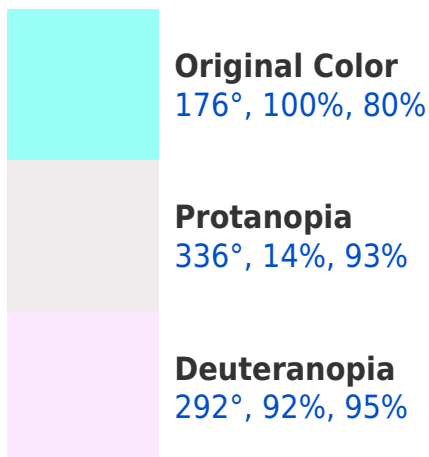 Original Color
176°, 100%, 80%
Protanopia
336°, 14%, 93%
Deuteranopia
292°, 92%, 95%